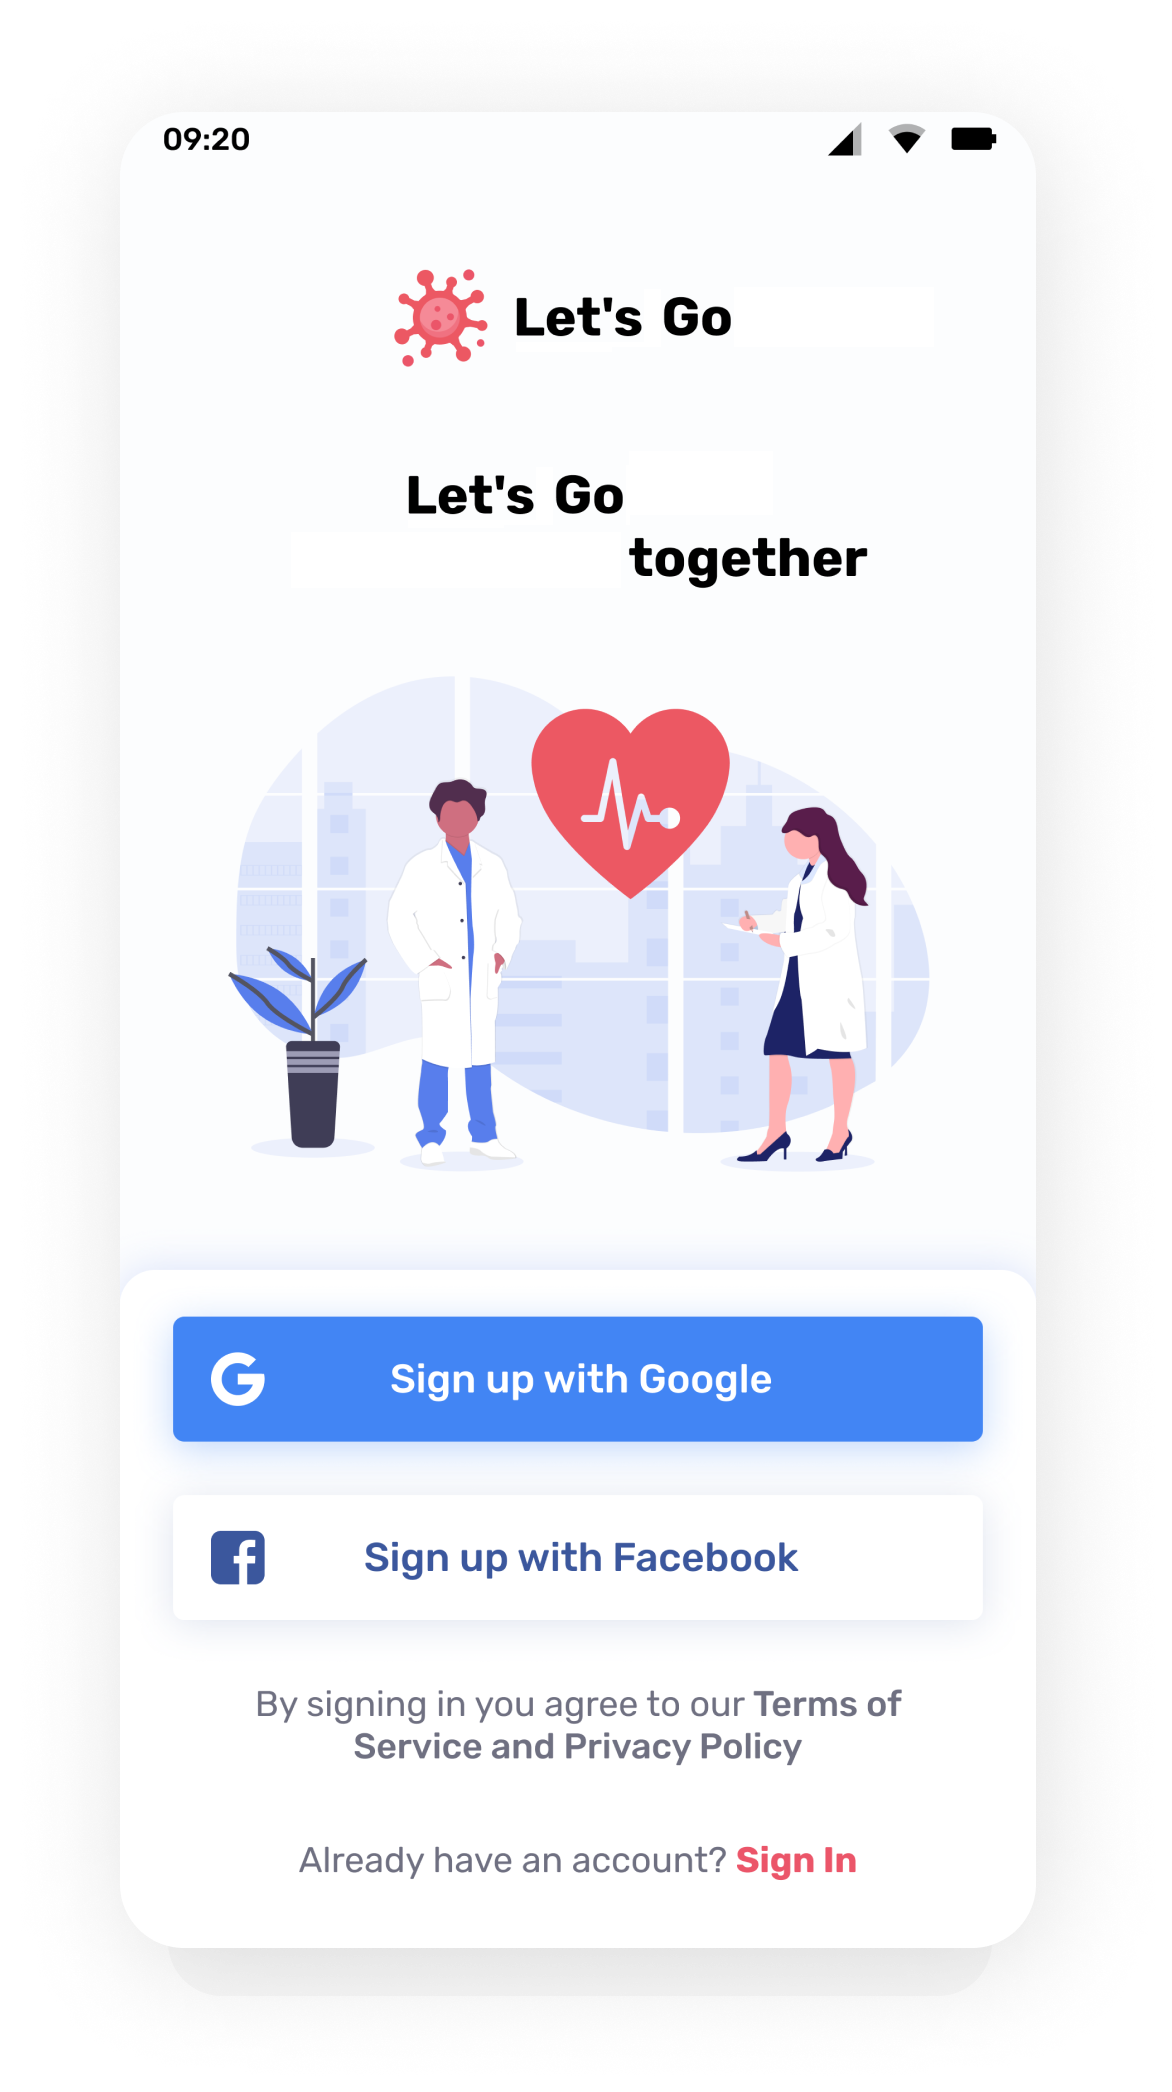 09:20
Let's Go
Let's Go
together
Sign up with Google
Sign up with Facebook
By signing in you agree to our Terms of
Service and Privacy Policy
Already have an account? Sign In